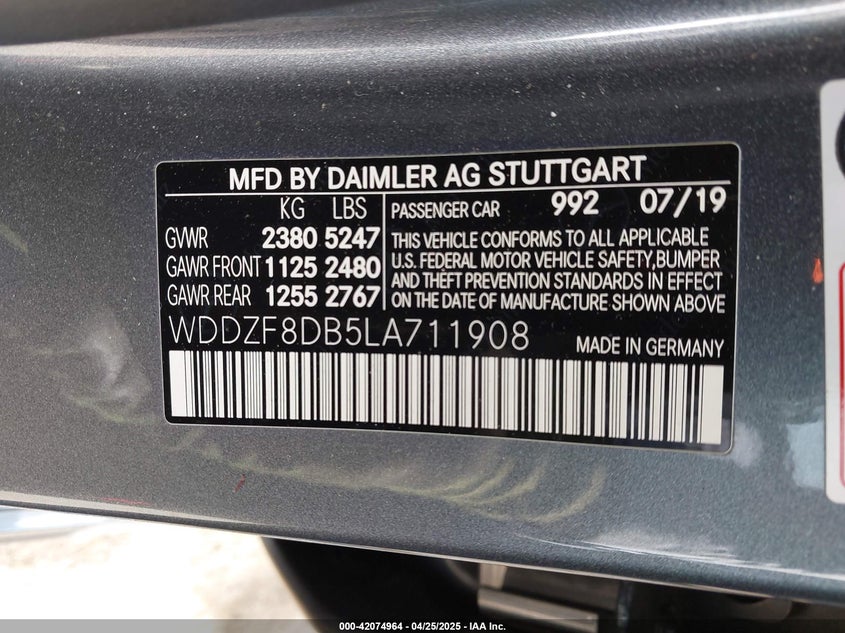 MFD BY DAIMLER AG STUTTGART
KG LBS
GVWR 2380 5247
GAWR FRONT 1125 2480
GAWR REAR 1255 2767
PASSENGER CAR 992 07/19
THIS VEHICLE CONFORMS TO ALL APPLICABLE
U.S. FEDERAL MOTOR VEHICLE SAFETY,BUMPER
AND THEFT PREVENTION STANDARDS IN EFFECT
ON THE DATE OF MANUFACTURE SHOWN ABOVE
WDDZF8DB5LA711908
MADE IN GERMANY
000-42074964 - 04/25/2025 - IAA Inc.